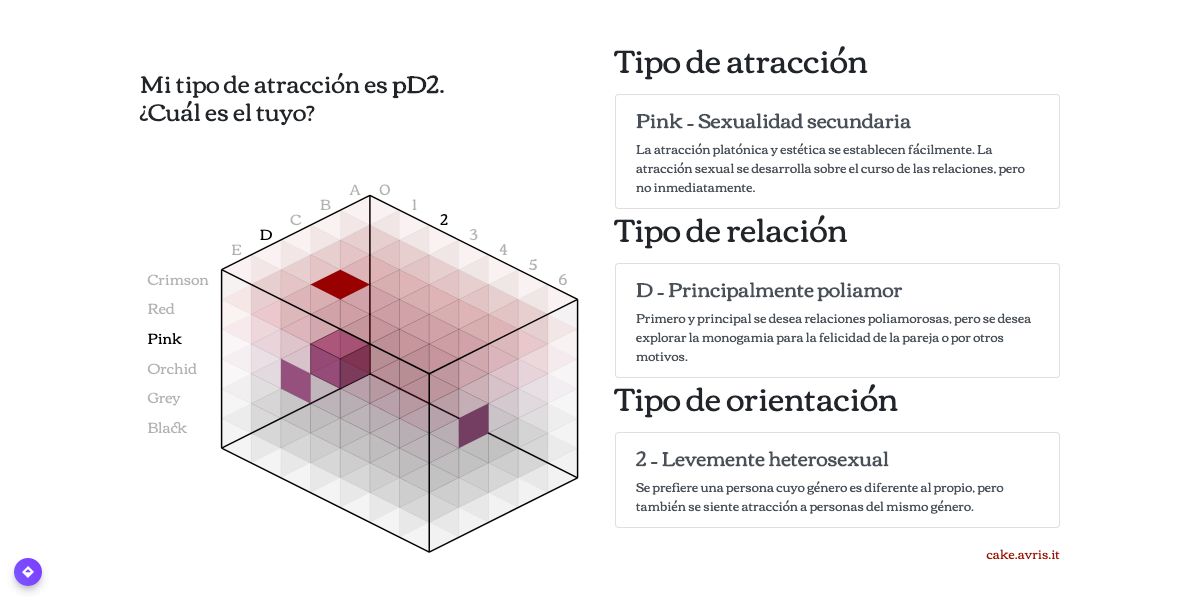 Mi tipo de atracción es pD2.
¿Cuál es el tuyo?
A
B
C
D
E
0
1
2
3
4
5
6
Crimson
Red
Pink
Orchid
Grey
Black
Tipo de atracción
Pink - Sexualidad secundaria
La atracción platónica y estética se establecen fácilmente. La
atracción sexual se desarrolla sobre el curso de las relaciones, pero
no inmediatamente.
Tipo de relación
D - Principalmente poliamor
Primero y principal se desea relaciones poliamorosas, pero se desea
explorar la monogamia para la felicidad de la pareja o por otros
motivos.
Tipo de orientación
2 - Levemente heterosexual
Se prefiere una persona cuyo género es diferente al propio, pero
también se siente atracción a personas del mismo género.
cake.avris.it